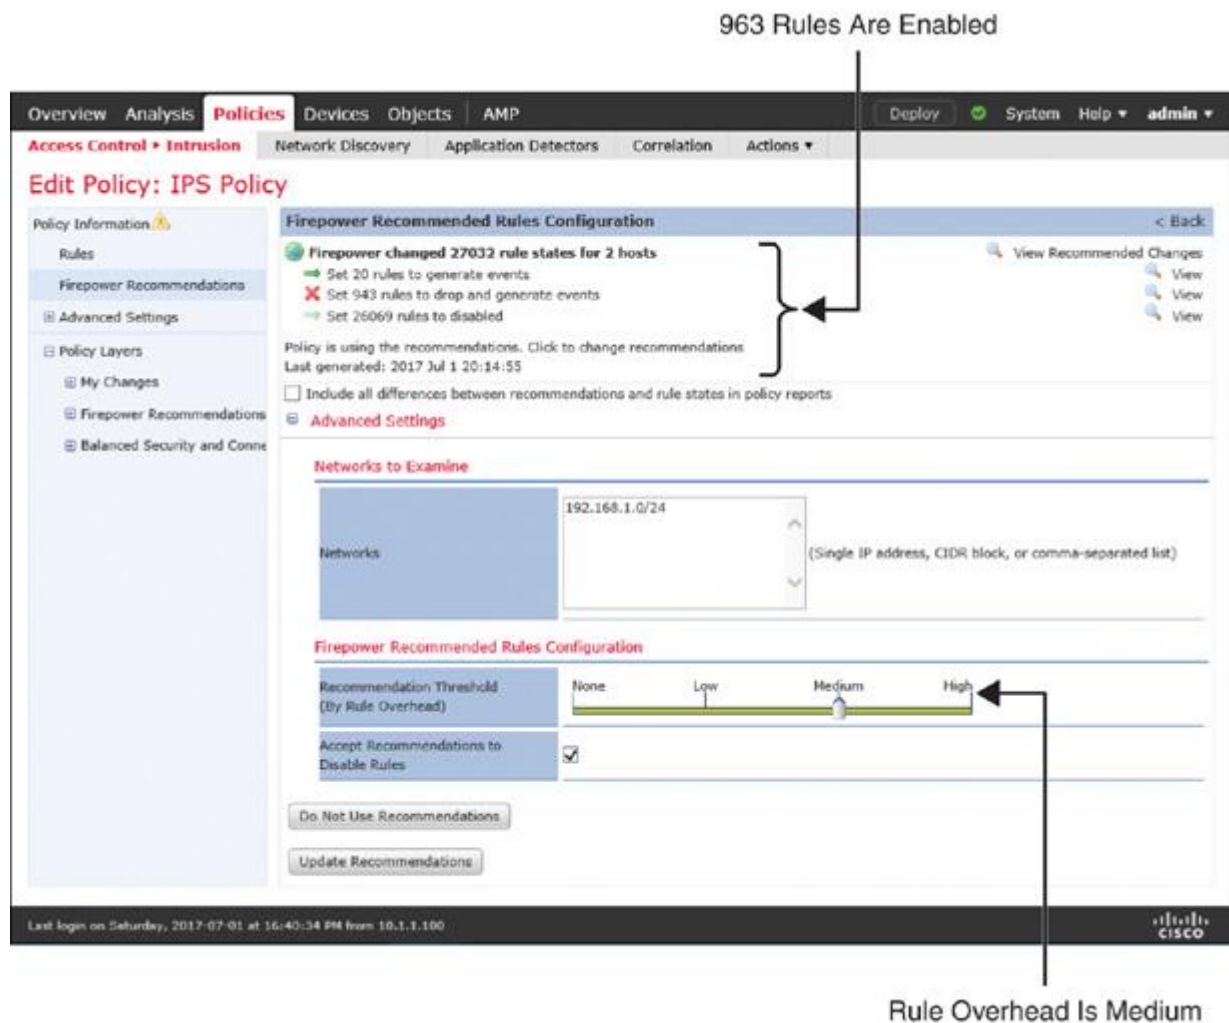 963 Rules Are Enabled
Overview Analysis Policies Devices Objects AMP Deploy System Help admin
Access Control Intrusion Network Discovery Application Detectors Correlation Actions
Edit Policy: IPS Policy
Policy Information
Rules
Firepower Recommendations
Advanced Settings
Policy Layers
My Changes
Firepower Recommendations
Balanced Security and Conne
Firepower Recommended Rules Configuration < Back
Firepower changed 27032 rule states for 2 hosts View Recommended Changes
Set 20 rules to generate events View
Set 943 rules to drop and generate events View
Set 26069 rules to disabled View
Policy is using the recommendations. Click to change recommendations
Last generated: 2017 Jul 1 20:14:55
Include all differences between recommendations and rule states in policy reports
Advanced Settings
Networks to Examine
Networks
192.168.1.0/24
(Single IP address, CIDR block, or comma-separated list)
Firepower Recommended Rules Configuration
Recommendation Threshold
(By Rule Overhead)
None Low Medium High
Accept Recommendations to
Disable Rules
Do Not Use Recommendations
Update Recommendations
Last login on Saturday, 2017-07-01 at 16:40:34 PM from 10.1.1.100
CISCO
Rule Overhead Is Medium